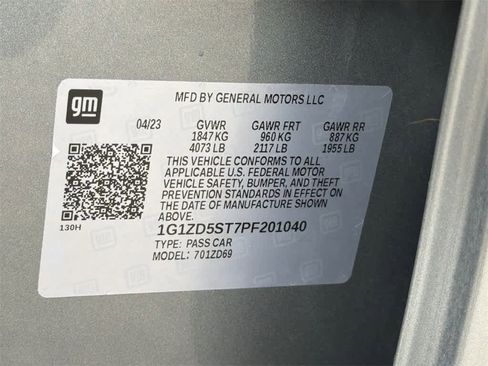 gm
MFD BY GENERAL MOTORS LLC
04/23 GVWR GAWR FRT GAWR RR
1847 KG 960 KG 887 KG
4073 LB 2117 LB 1955 LB
THIS VEHICLE CONFORMS TO ALL
APPLICABLE U.S. FEDERAL MOTOR
VEHICLE SAFETY, BUMPER, AND THEFT
PREVENTION STANDARDS IN EFFECT ON
THE DATE OF MANUFACTURE SHOWN
ABOVE.
130H
1G1ZD5ST7PF201040
TYPE: PASS CAR
MODEL: 701ZD69